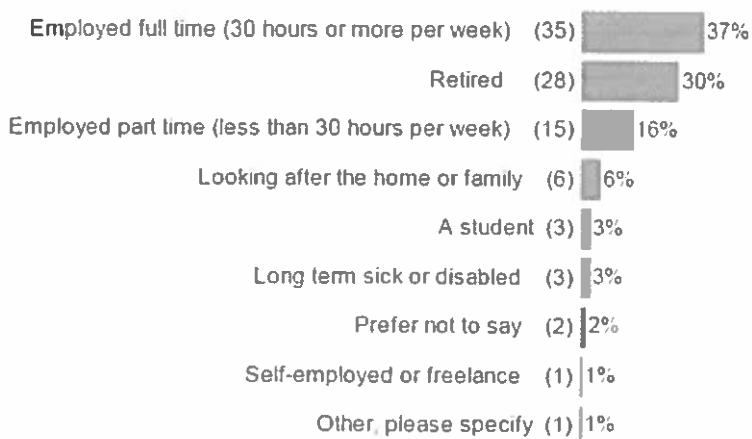 Employed full time (30 hours or more per week) (35) 37%
Retired (28) 30%
Employed part time (less than 30 hours per week) (15) 16%
Looking after the home or family (6) 6%
A student (3) 3%
Long term sick or disabled (3) 3%
Prefer not to say (2) 2%
Self-employed or freelance (1) 1%
Other, please specify (1) 1%